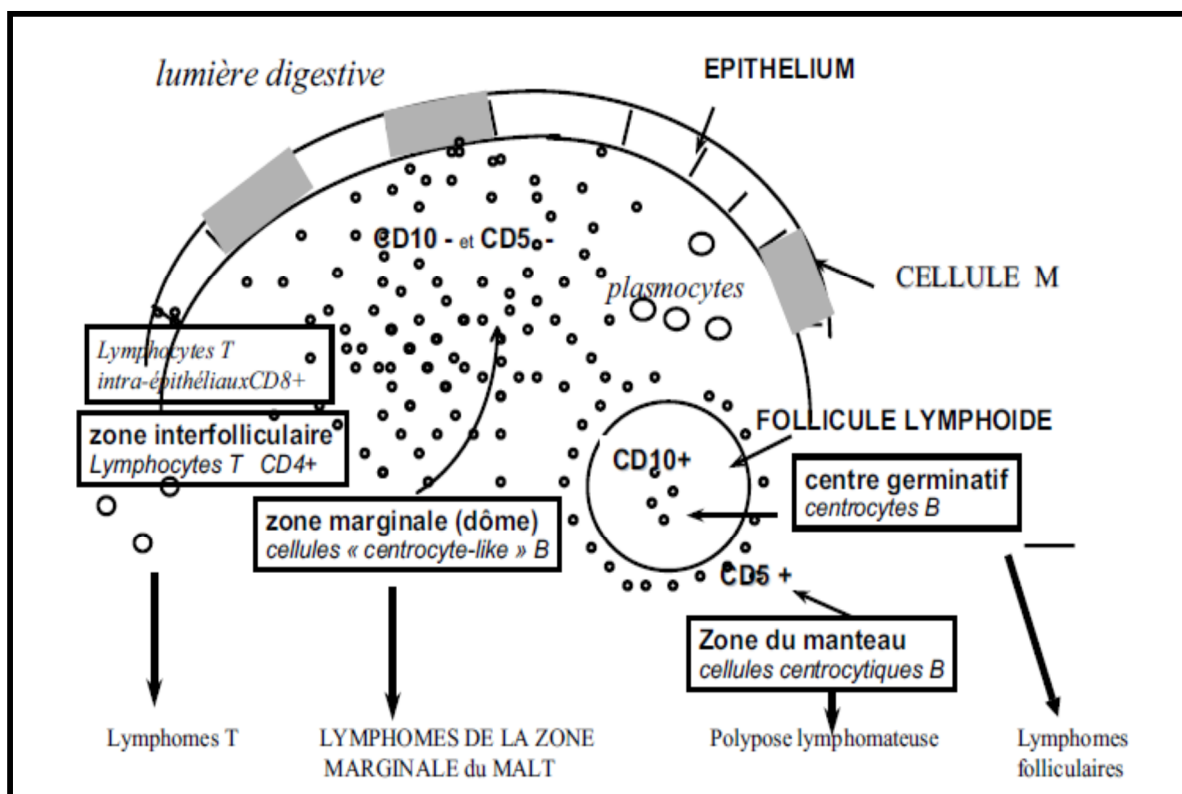 lumière digestive
EPITHELIUM
CD10 - et CD5 -
plasmocytes
CELLULE M
Lymphocytes T
intra-épithéliauxCD8+
zone interfolliculaire
Lymphocytes T CD4+
FOLLICULE LYMPHOIDE
CD10+
centre germinatif
centrocytes B
zone marginale (dôme)
cellules « centrocyte-like » B
CD5 +
Zone du manteau
cellules centrocytiques B
Lymphomes T
LYMPHOMES DE LA ZONE
MARGINALE du MALT
Polypose lymphomateuse
Lymphomes
folliculaires